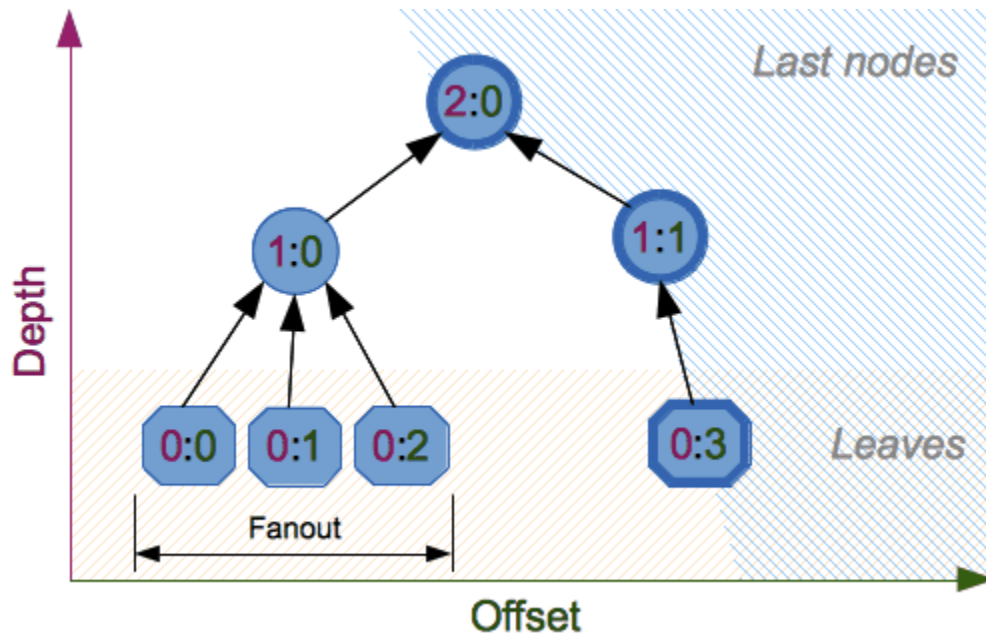 Last nodes
2:0
1:0
1:1
Depth
0:0 0:1 0:2 0:3
Leaves
Fanout
Offset